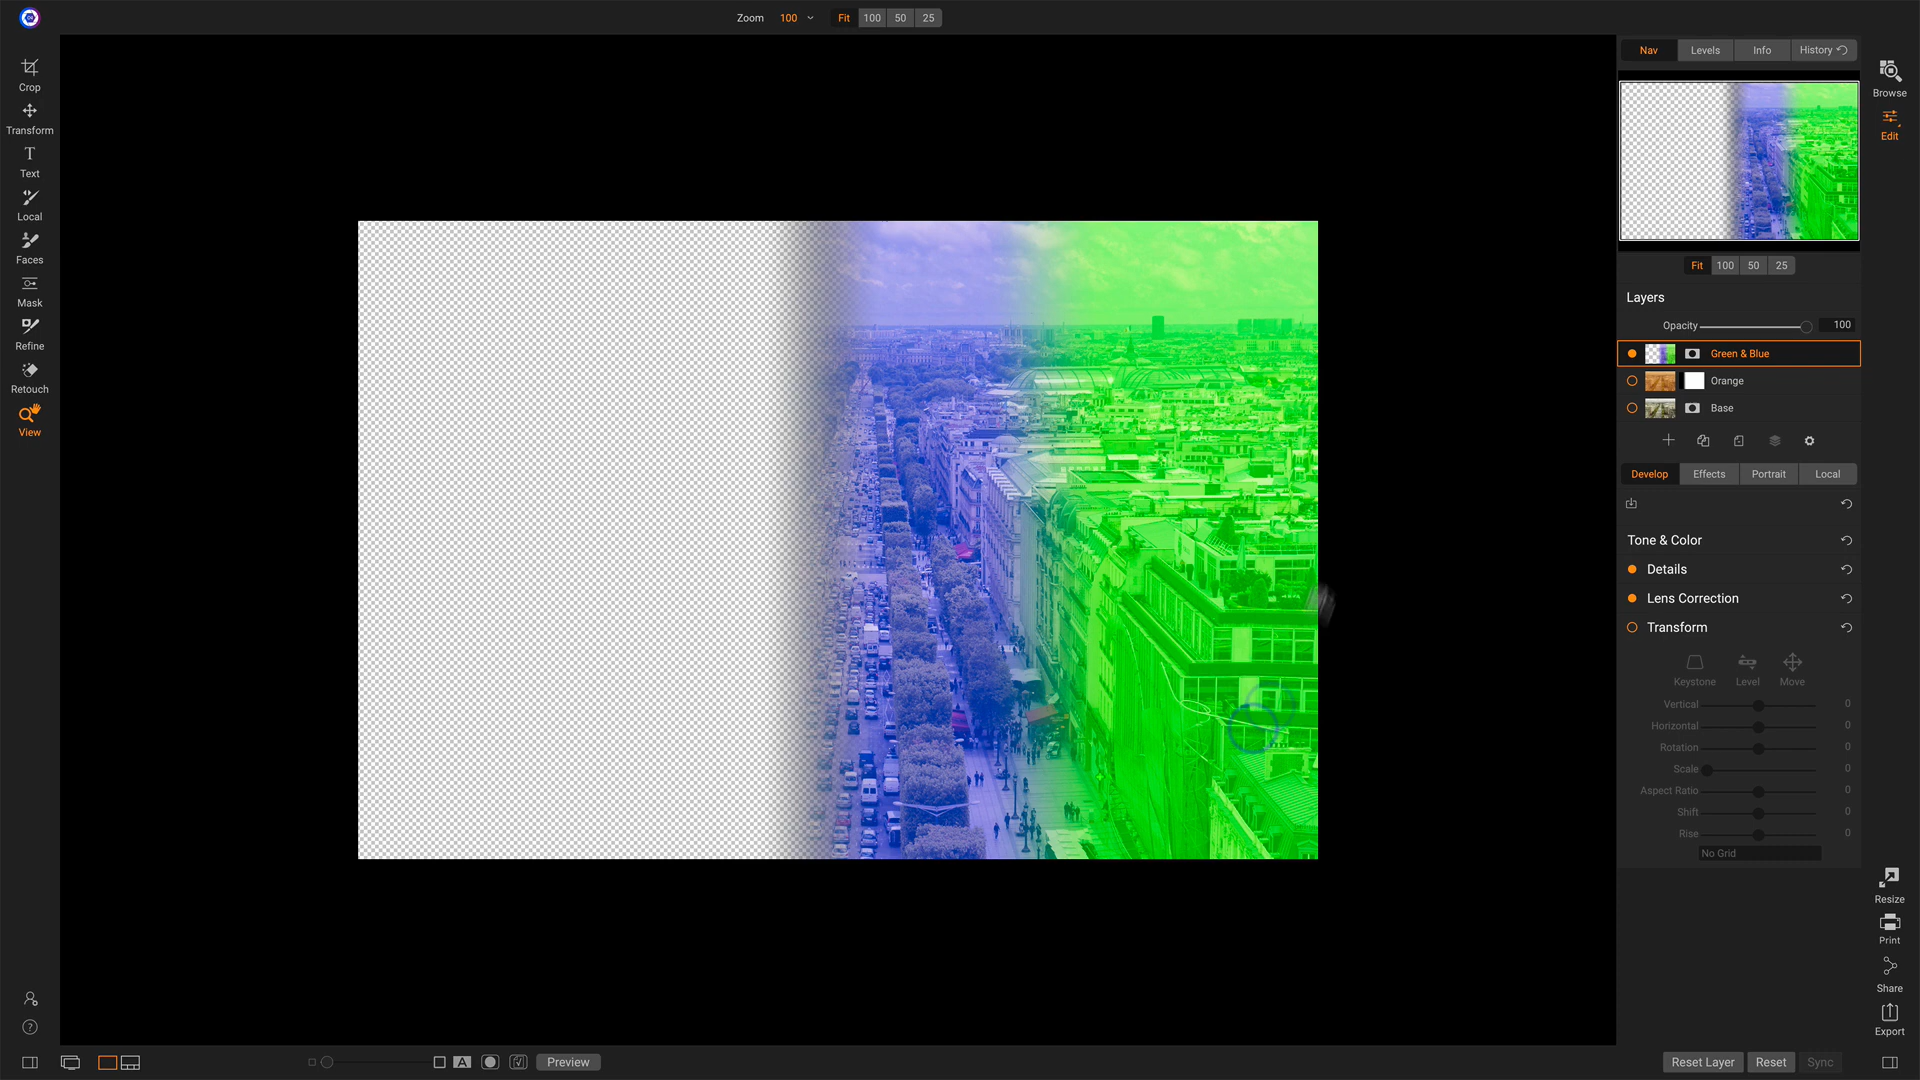 Zoom 100 Fit 100 50 25
Crop
Transform
Text
Local
Faces
Mask
Refine
Retouch
View
Nav Levels Info History
Fit 100 50 25
Layers
Opacity 100
Green & Blue
Orange
Base
Develop Effects Portrait Local
Tone & Color
Details
Lens Correction
Transform
Keystone Level Move
Vertical 0
Horizontal 0
Rotation 0
Scale 0
Aspect Ratio 0
Shift 0
Rise 0
No Grid
Browse
Edit
Resize
Print
Share
Export
?
A Preview
Reset Layer Reset Sync